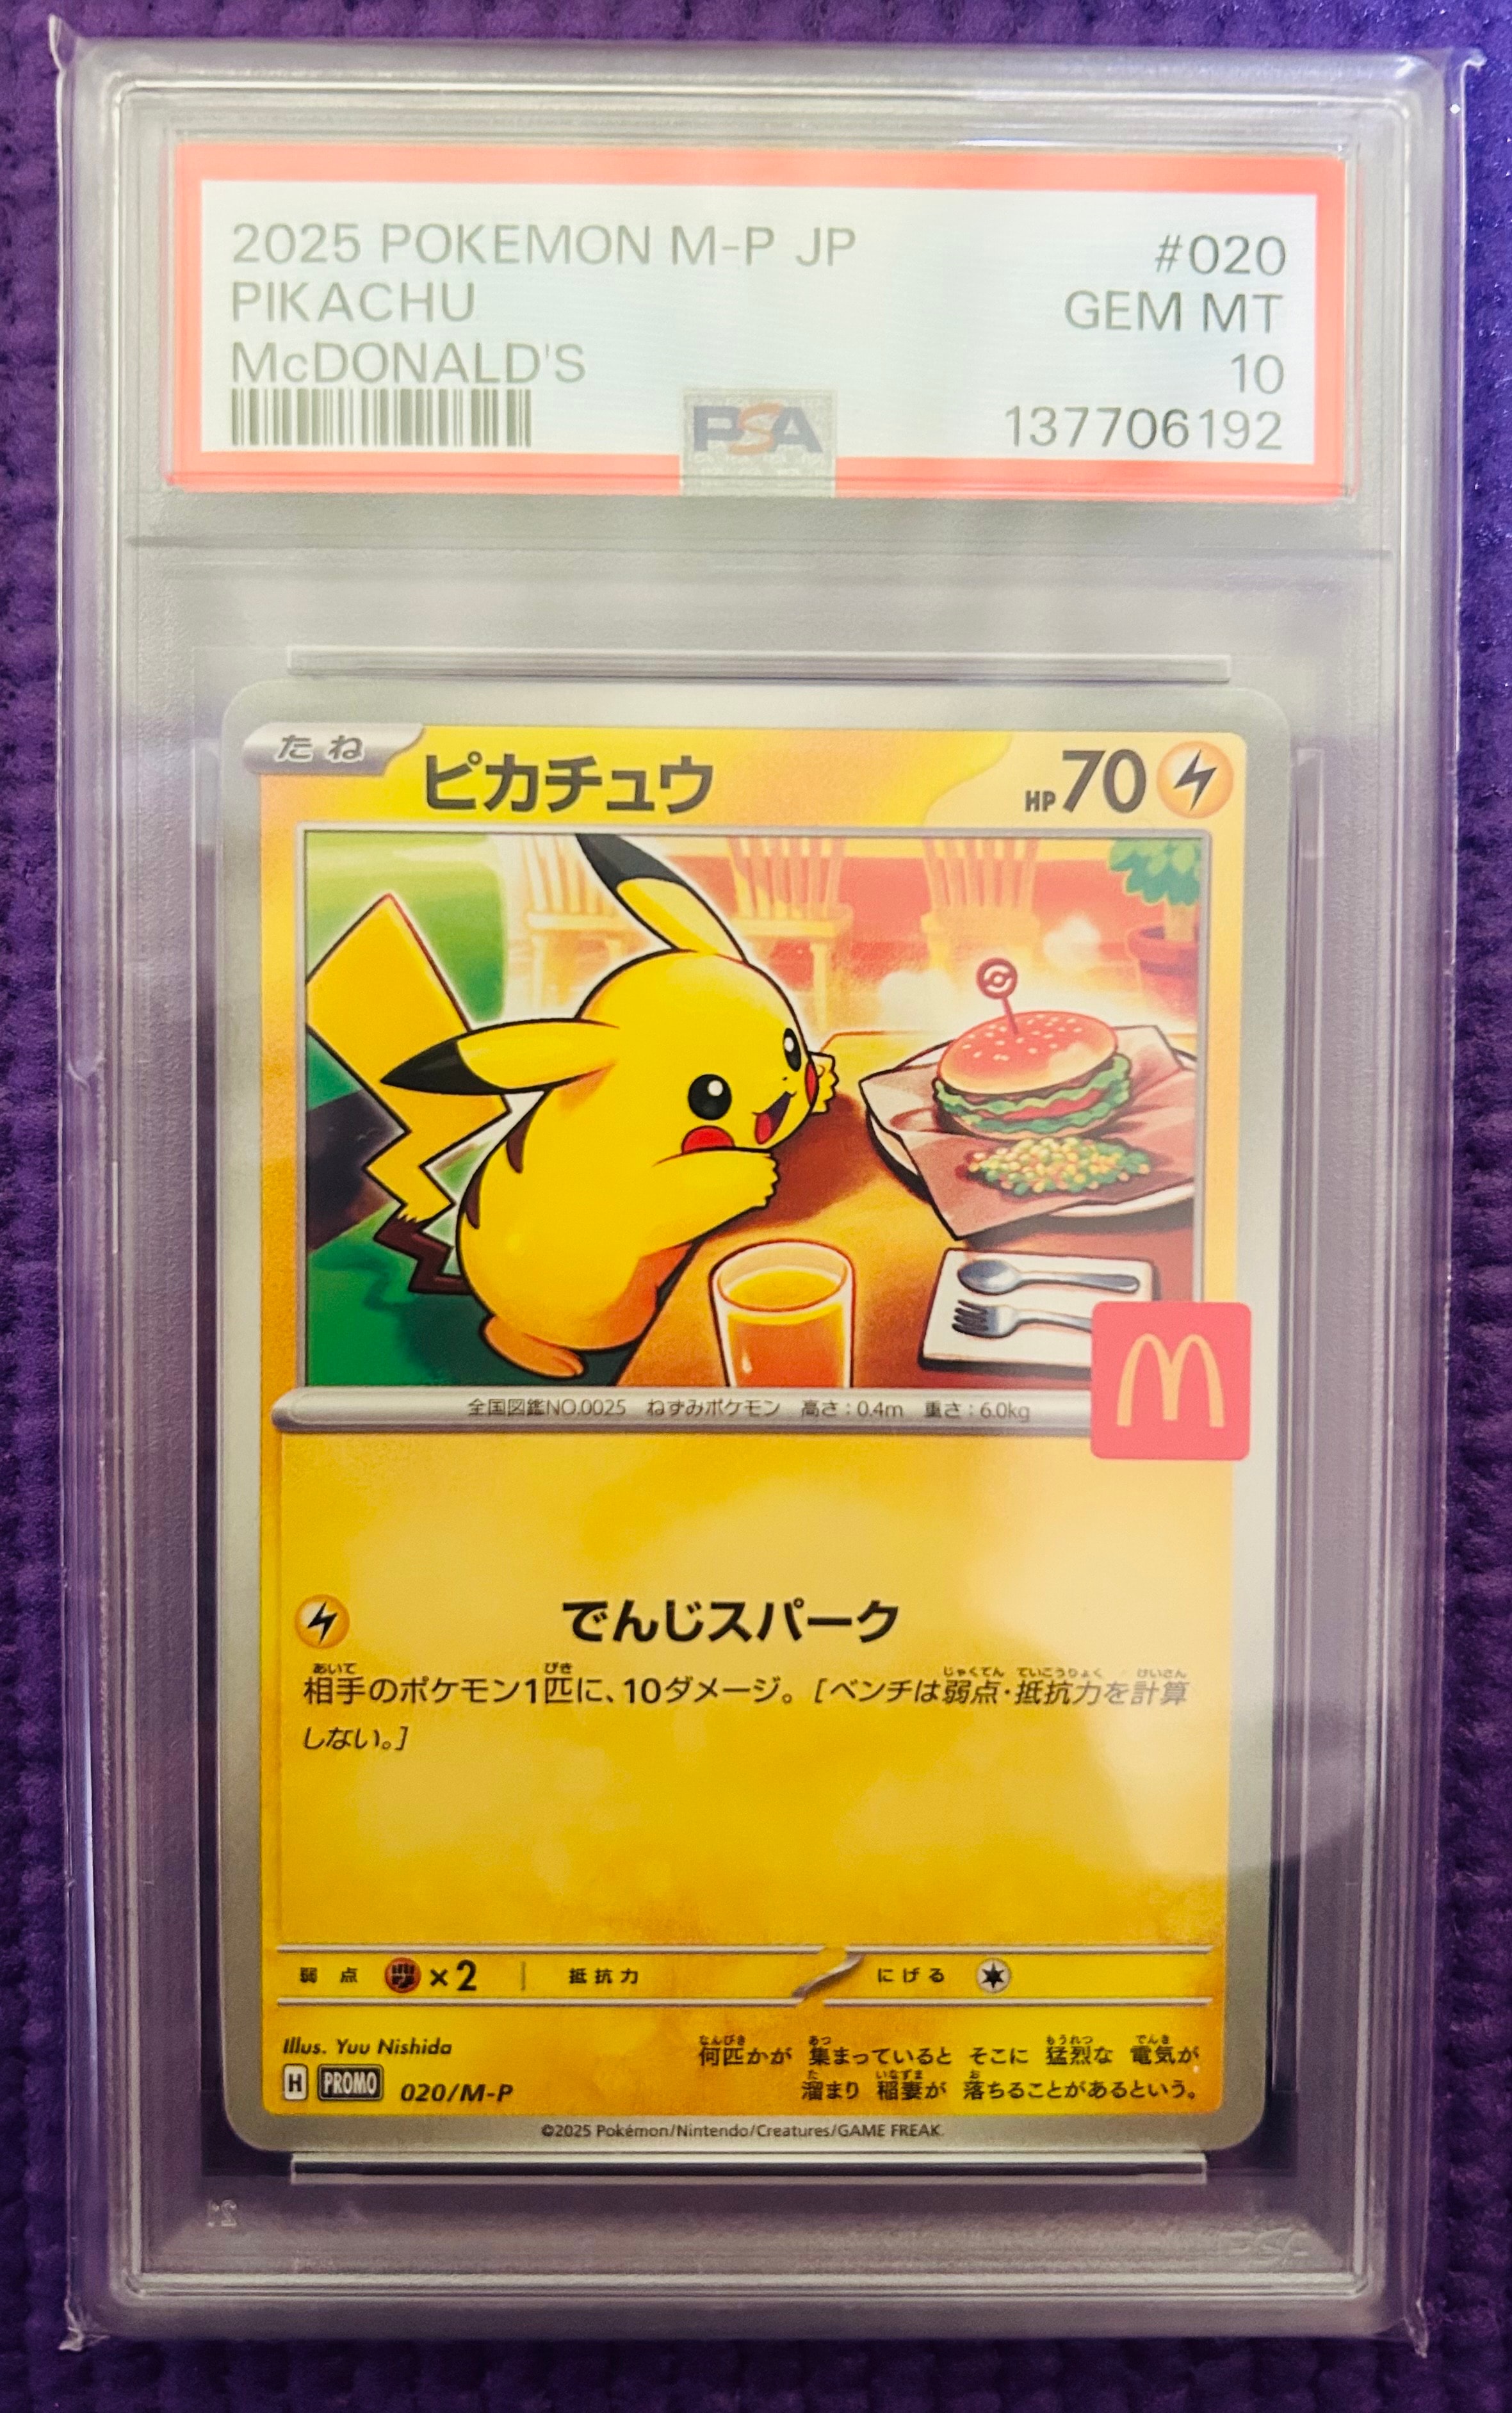 2025 POKEMON M-P JP #020
PIKACHU GEM MT
McDONALD'S 10
PSA 137706192
たね ピカチュウ HP70
全国図鑑NO.0025 ねずみポケモン 高さ:0.4m 重さ:6.0kg
でんじスパーク
相手のポケモン1匹に、10ダメージ。[ベンチは弱点・抵抗力を計算
しない。]
弱点 ×2 抵抗力 にげる
Illus. Yuu Nishida
何匹かが 集まっていると そこに 猛烈な 電気が
溜まり 稲妻が 落ちることがあるという。
H PROMO 020/M-P
©2025 Pokémon/Nintendo/Creatures/GAME FREAK.